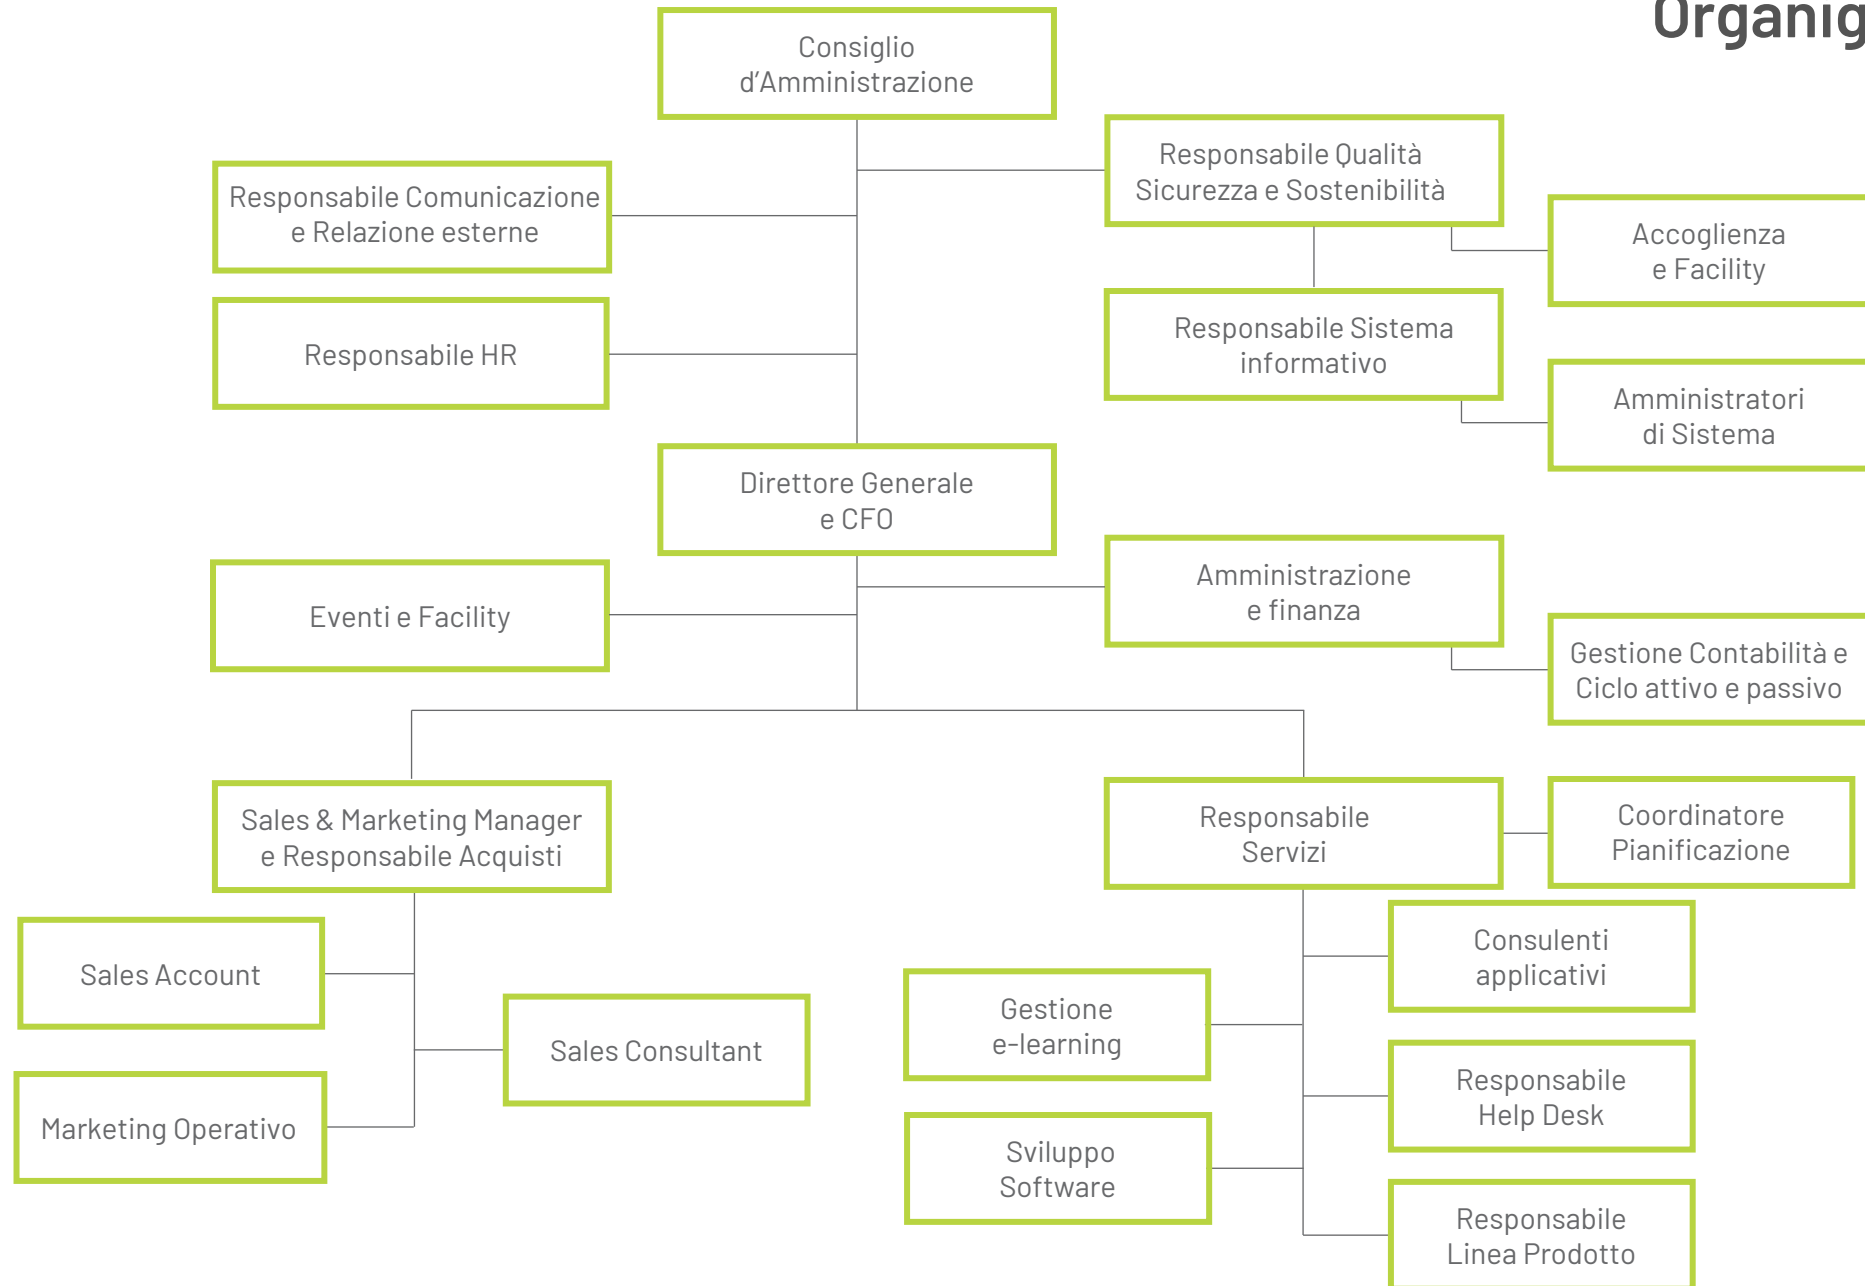 Organig
Consiglio
d'Amministrazione
Responsabile Qualità
Sicurezza e Sostenibilità
Responsabile Comunicazione
e Relazione esterne
Accoglienza
e Facility
Responsabile HR
Responsabile Sistema
informativo
Amministratori
di Sistema
Direttore Generale
e CFO
Amministrazione
e finanza
Eventi e Facility
Gestione Contabilità e
Ciclo attivo e passivo
Sales & Marketing Manager
e Responsabile Acquisti
Responsabile
Servizi
Coordinatore
Pianificazione
Sales Account
Consulenti
applicativi
Gestione
e-learning
Sales Consultant
Marketing Operativo
Responsabile
Help Desk
Sviluppo
Software
Responsabile
Linea Prodotto